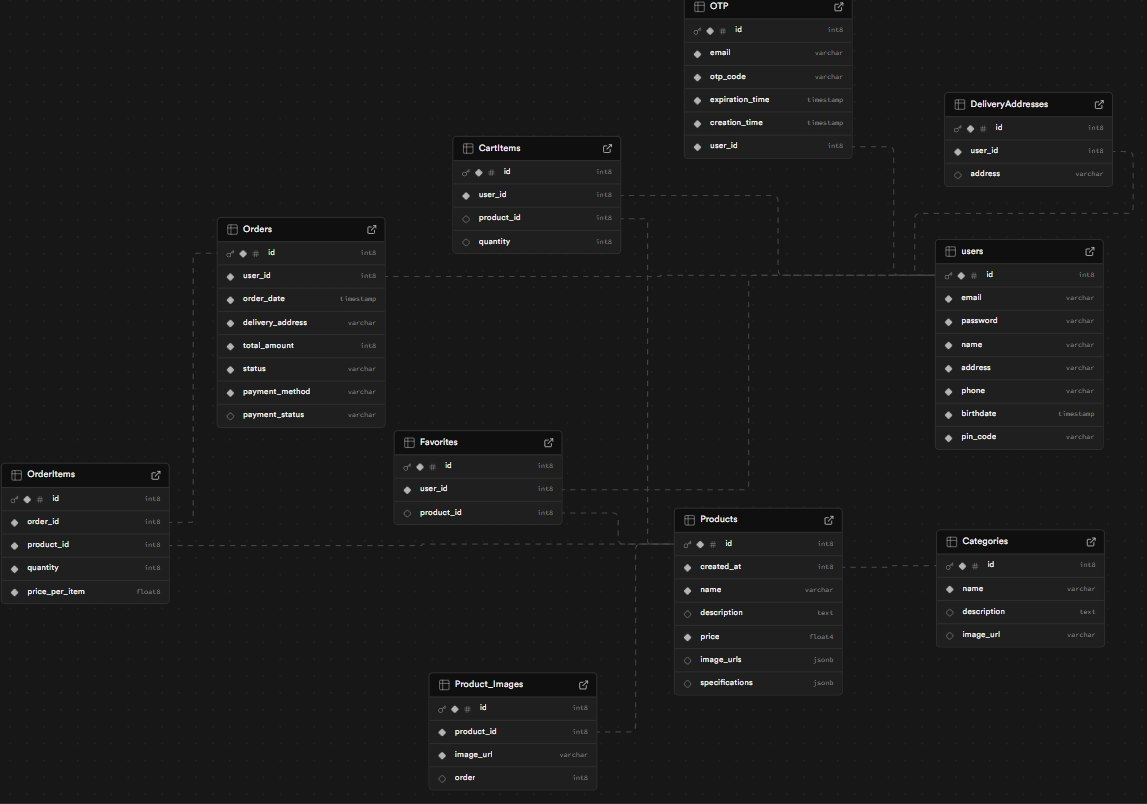 OTP
id int8
email varchar
otp_code varchar
expiration_time timestamp
creation_time timestamp
user_id int8
DeliveryAddresses
id int8
user_id int8
address varchar
CartItems
id int8
user_id int8
product_id int8
quantity int8
Orders
id int8
user_id int8
order_date timestamp
delivery_address varchar
total_amount int8
status varchar
payment_method varchar
payment_status varchar
users
id int8
email varchar
password varchar
name varchar
address varchar
phone varchar
birthdate timestamp
pin_code varchar
Favorites
id int8
user_id int8
product_id int8
OrderItems
id int8
order_id int8
product_id int8
quantity int8
price_per_item float8
Products
id int8
created_at int8
name varchar
description text
price float4
image_urls jsonb
specifications jsonb
Categories
id int8
name varchar
description text
image_url varchar
Product_Images
id int8
product_id int8
image_url varchar
order int8